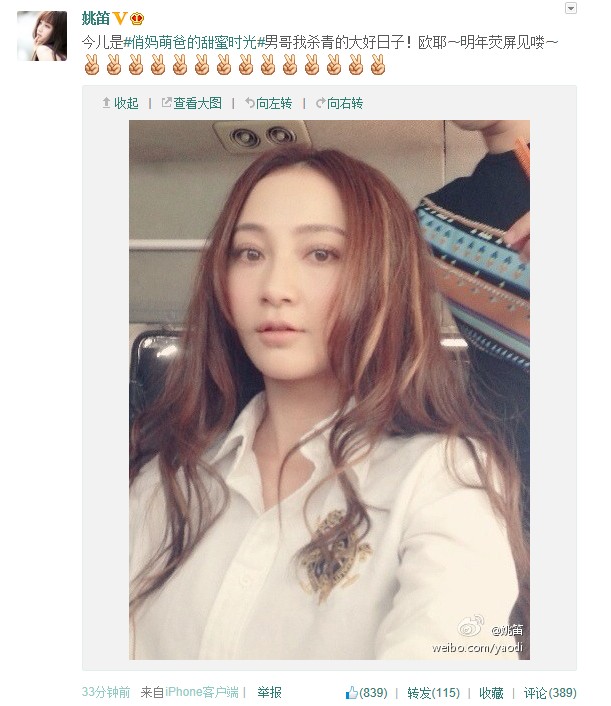 姚笛
今儿是#俏妈萌爸的甜蜜时光#男哥我杀青的大好日子！欧耶～明年荧屏见喽～
收起 | 查看大图 | 向左转 | 向右转
@姚笛
weibo.com/yaodi
33分钟前 来自iPhone客户端 | 举报 (839) | 转发(115) | 收藏 | 评论(389)